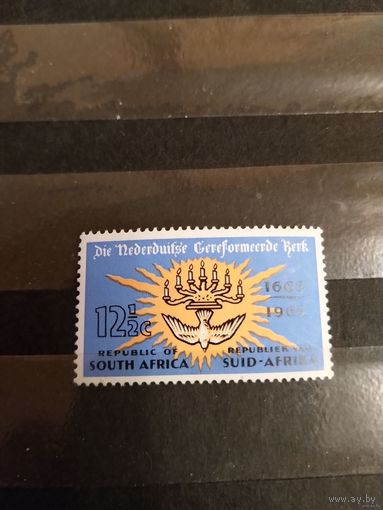 Die Nederduitse Gereformeerde Kerk
1665
1965
12½c
REPUBLIC OF
SOUTH AFRICA
REPUBLIEK VAN
SUID-AFRIKA
www.ay.by